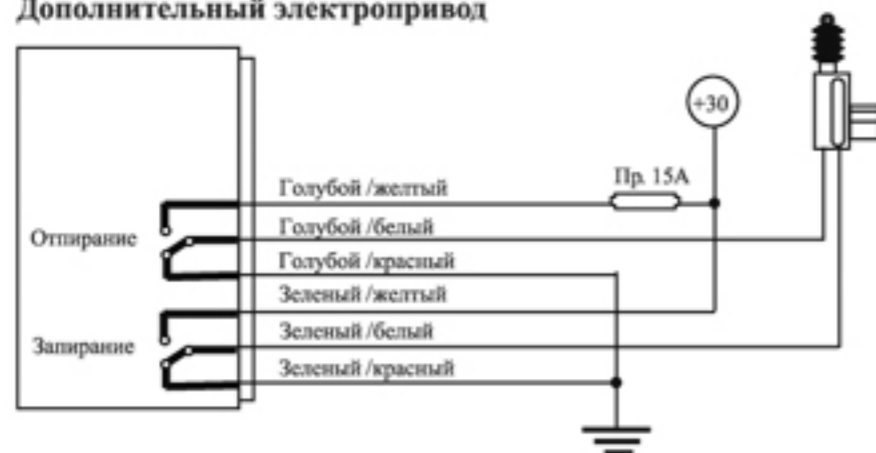 Дополнительный электропривод
+30
Пр. 15А
Голубой /желтый
Голубой /белый
Отпирание
Голубой /красный
Зеленый /желтый
Зеленый /белый
Запирание
Зеленый /красный